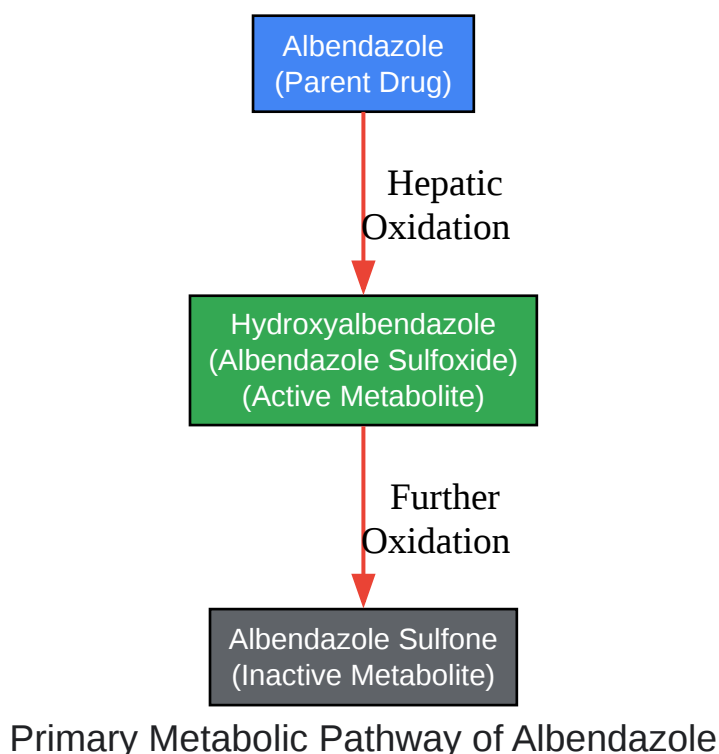 Albendazole
(Parent Drug)
Hepatic
Oxidation
Hydroxyalbendazole
(Albendazole Sulfoxide)
(Active Metabolite)
Further
Oxidation
Albendazole Sulfone
(Inactive Metabolite)
Primary Metabolic Pathway of Albendazole